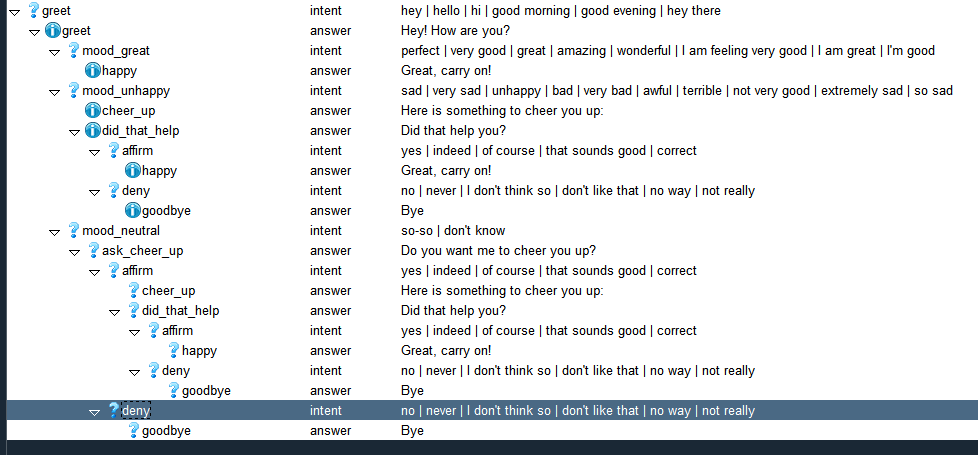 greet intent hey | hello | hi | good morning | good evening | hey there
greet answer Hey! How are you?
mood_great intent perfect | very good | great | amazing | wonderful | I am feeling very good | I am great | I'm good
happy answer Great, carry on!
mood_unhappy intent sad | very sad | unhappy | bad | very bad | awful | terrible | not very good | extremely sad | so sad
cheer_up answer Here is something to cheer you up:
did_that_help answer Did that help you?
affirm intent yes | indeed | of course | that sounds good | correct
happy answer Great, carry on!
deny intent no | never | I don't think so | don't like that | no way | not really
goodbye answer Bye
mood_neutral intent so-so | don't know
ask_cheer_up answer Do you want me to cheer you up?
affirm intent yes | indeed | of course | that sounds good | correct
cheer_up answer Here is something to cheer you up:
did_that_help answer Did that help you?
affirm intent yes | indeed | of course | that sounds good | correct
happy answer Great, carry on!
deny intent no | never | I don't think so | don't like that | no way | not really
goodbye answer Bye
deny intent no | never | I don't think so | don't like that | no way | not really
goodbye answer Bye